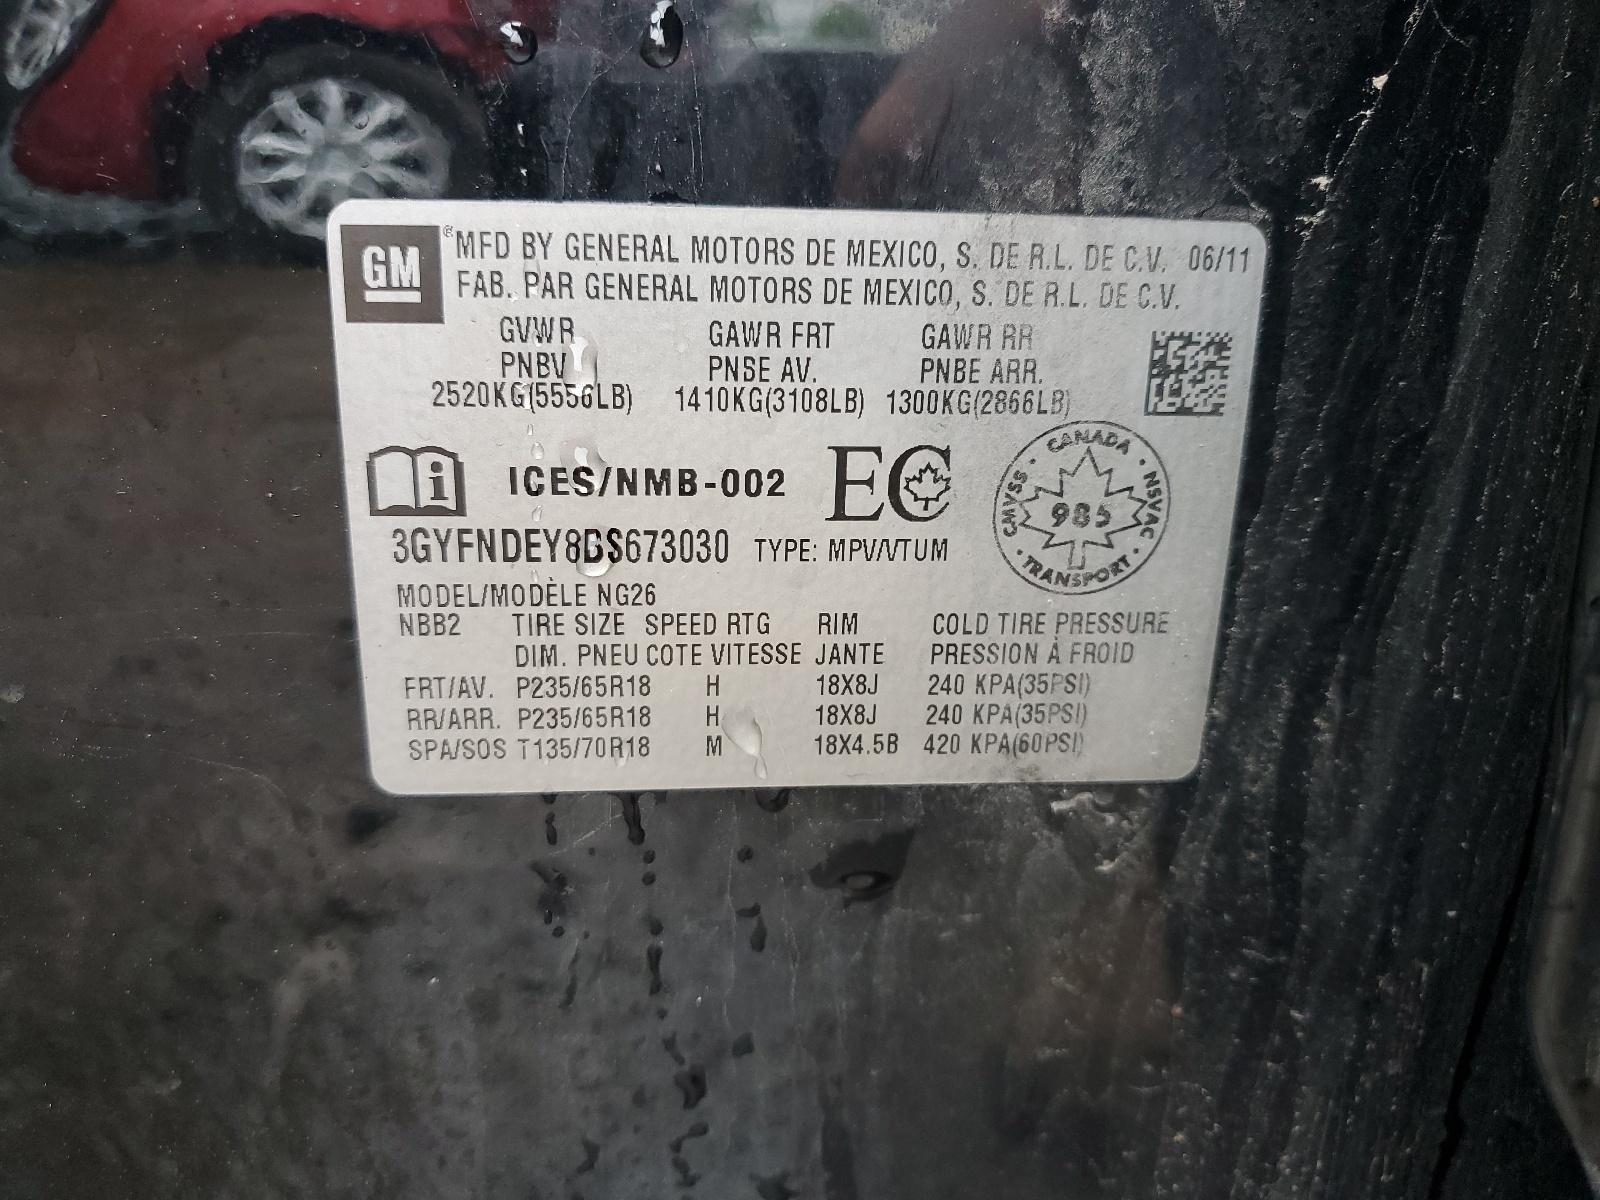 GM ® MFD BY GENERAL MOTORS DE MEXICO, S. DE R.L. DE C.V. 06/11
FAB. PAR GENERAL MOTORS DE MEXICO, S. DE R.L. DE C.V.
GVWR GAWR FRT GAWR RR
PNBV PNSE AV. PNBE ARR.
2520KG(5556LB) 1410KG(3108LB) 1300KG(2866LB)
i ICES/NMB-002 EC
CANADA · NSVAC · TRANSPORT · CMVSS ·
985
3GYFNDEY8BS673030 TYPE: MPV/VTUM
MODEL/MODÈLE NG26
NBB2 TIRE SIZE SPEED RTG RIM COLD TIRE PRESSURE
DIM. PNEU COTE VITESSE JANTE PRESSION À FROID
FRT/AV. P235/65R18 H 18X8J 240 KPA(35PSI)
RR/ARR. P235/65R18 H 18X8J 240 KPA(35PSI)
SPA/SOS T135/70R18 M 18X4.5B 420 KPA(60PSI)